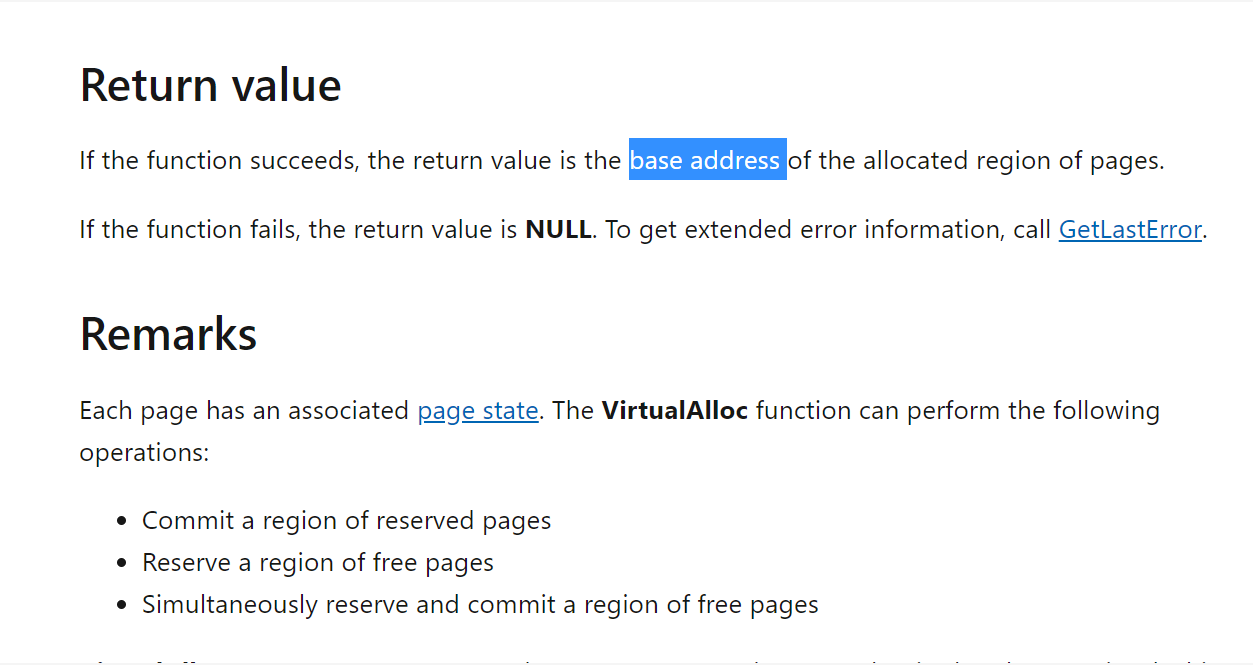 Return value
If the function succeeds, the return value is the base address of the allocated region of pages.
If the function fails, the return value is NULL. To get extended error information, call GetLastError.
Remarks
Each page has an associated page state. The VirtualAlloc function can perform the following
operations:
• Commit a region of reserved pages
• Reserve a region of free pages
• Simultaneously reserve and commit a region of free pages